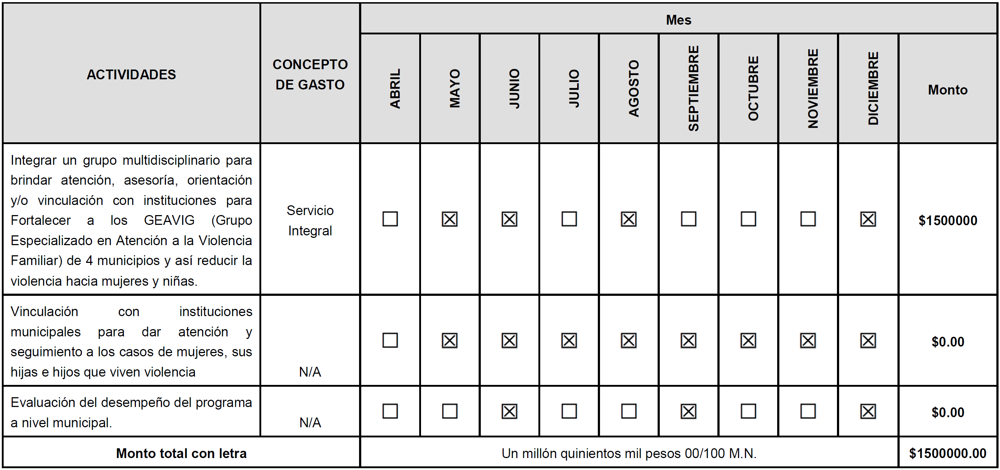 Mes
ACTIVIDADES
CONCEPTO
DE GASTO
ABRIL
MAYO
JUNIO
JULIO
AGOSTO
SEPTIEMBRE
OCTUBRE
NOVIEMBRE
DICIEMBRE
Monto
Integrar un grupo multidisciplinario para
brindar atención, asesoría, orientación
y/o vinculación con instituciones para
Fortalecer a los GEAVIG (Grupo
Especializado en Atención a la Violencia
Familiar) de 4 municipios y así reducir la
violencia hacia mujeres y niñas.
Servicio
Integral
☐ ☒ ☒ ☐ ☒ ☐ ☐ ☐ ☒
$1500000
Vinculación con instituciones
municipales para dar atención y
seguimiento a los casos de mujeres, sus
hijas e hijos que viven violencia
N/A
☐ ☒ ☒ ☒ ☒ ☒ ☒ ☒ ☒
$0.00
Evaluación del desempeño del programa
a nivel municipal.
N/A
☐ ☐ ☒ ☐ ☐ ☒ ☐ ☐ ☒
$0.00
Monto total con letra
Un millón quinientos mil pesos 00/100 M.N.
$1500000.00